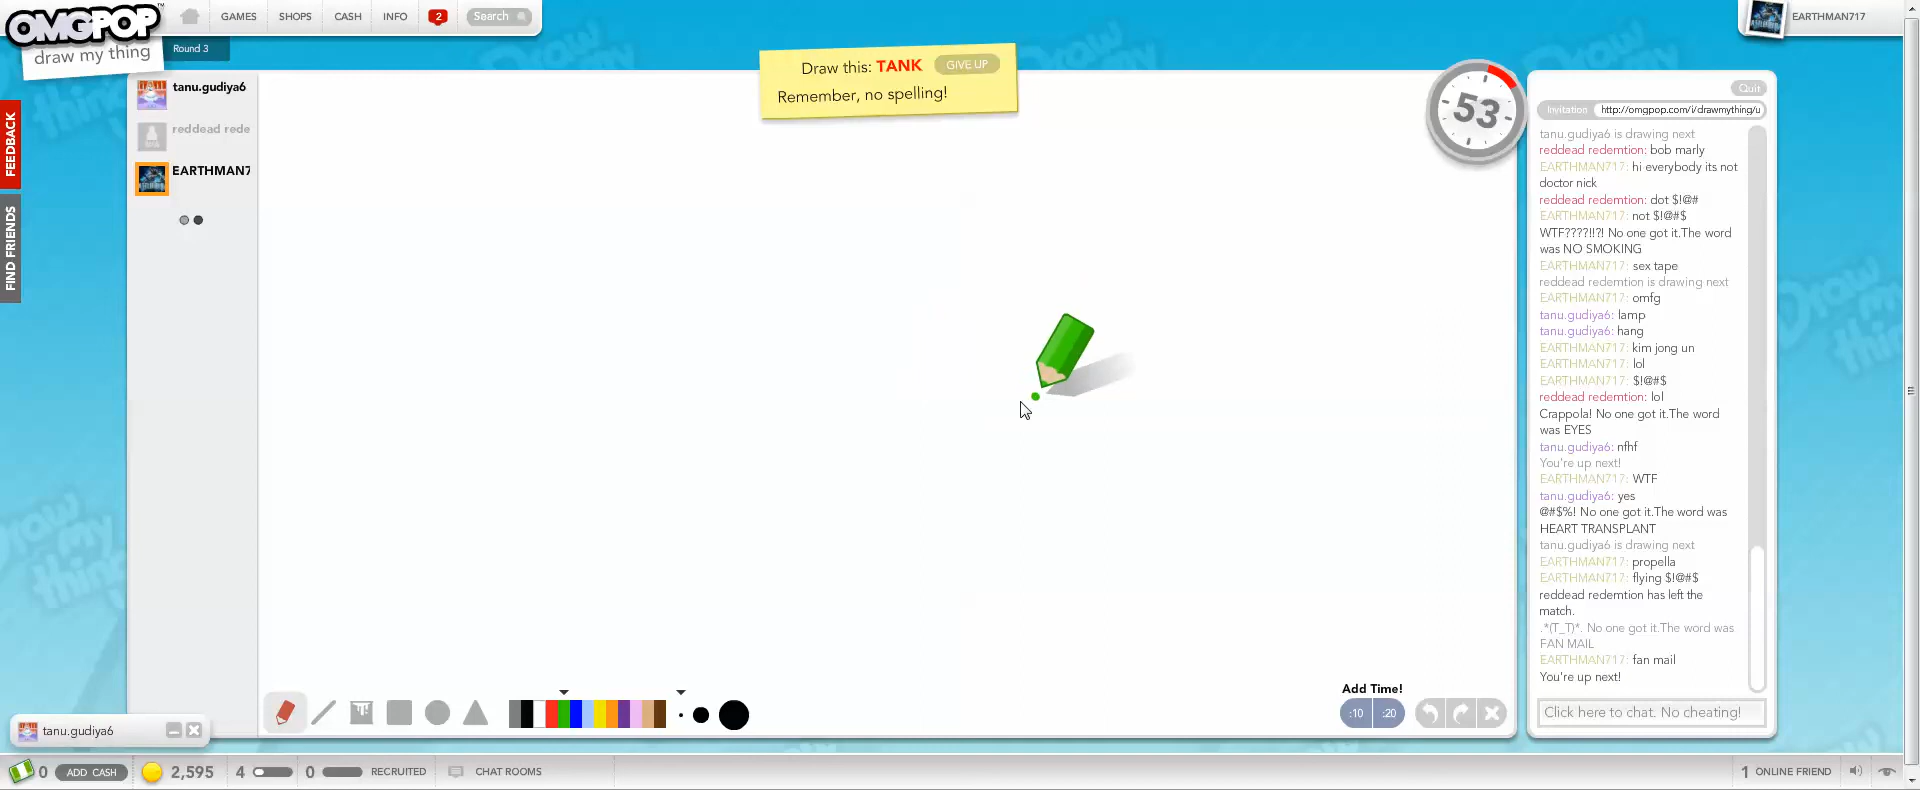 OMGPOP™
draw my thing
GAMES SHOPS CASH INFO 2 Search
EARTHMAN717
Round 3
FEEDBACK
FIND FRIENDS
tanu.gudiya6
reddead rede
EARTHMAN7
Draw this: TANK GIVE UP
Remember, no spelling!
53
Quit
Invitation http://omgpop.com/i/drawmything/u
tanu.gudiya6 is drawing next
reddead redemtion: bob marly
EARTHMAN717: hi everybody its not
doctor nick
reddead redemtion: dot $!@#
EARTHMAN717: not $!@#$
WTF????!!?! No one got it.The word
was NO SMOKING
EARTHMAN717: sex tape
reddead redemtion is drawing next
EARTHMAN717: omfg
tanu.gudiya6: lamp
tanu.gudiya6: hang
EARTHMAN717: kim jong un
EARTHMAN717: lol
EARTHMAN717: $!@#$
reddead redemtion: lol
Crappola! No one got it.The word
was EYES
tanu.gudiya6: nfhf
You're up next!
EARTHMAN717: WTF
tanu.gudiya6: yes
@#$%! No one got it.The word was
HEART TRANSPLANT
tanu.gudiya6 is drawing next
EARTHMAN717: propella
EARTHMAN717: flying $!@#$
reddead redemtion has left the
match.
.*(T_T)*. No one got it.The word was
FAN MAIL
EARTHMAN717: fan mail
You're up next!
Click here to chat. No cheating!
Add Time!
:10 :20
tanu.gudiya6
0 ADD CASH 2,595 4 0 RECRUITED CHAT ROOMS 1 ONLINE FRIEND